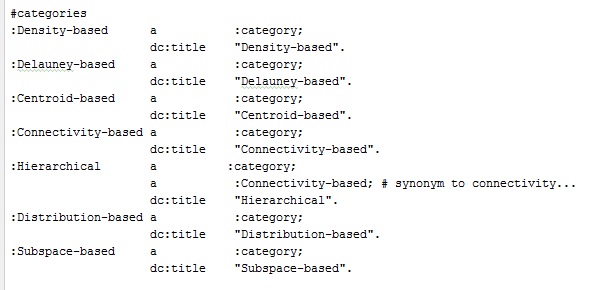 #categories
:Density-based a :category;
dc:title "Density-based".
:Delauney-based a :category;
dc:title "Delauney-based".
:Centroid-based a :category;
dc:title "Centroid-based".
:Connectivity-based a :category;
dc:title "Connectivity-based".
:Hierarchical a :category;
a :Connectivity-based; # synonym to connectivity...
dc:title "Hierarchical".
:Distribution-based a :category;
dc:title "Distribution-based".
:Subspace-based a :category;
dc:title "Subspace-based".